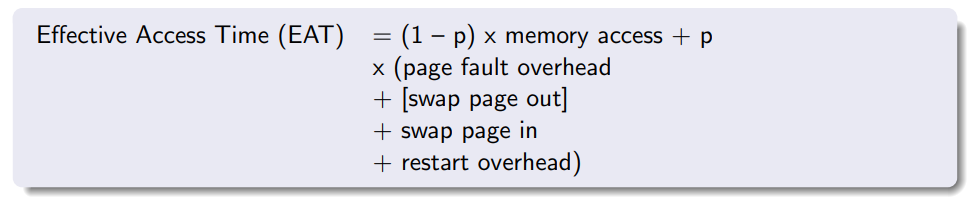 Effective Access Time (EAT) = (1 – p) x memory access + p
x (page fault overhead
+ [swap page out]
+ swap page in
+ restart overhead)